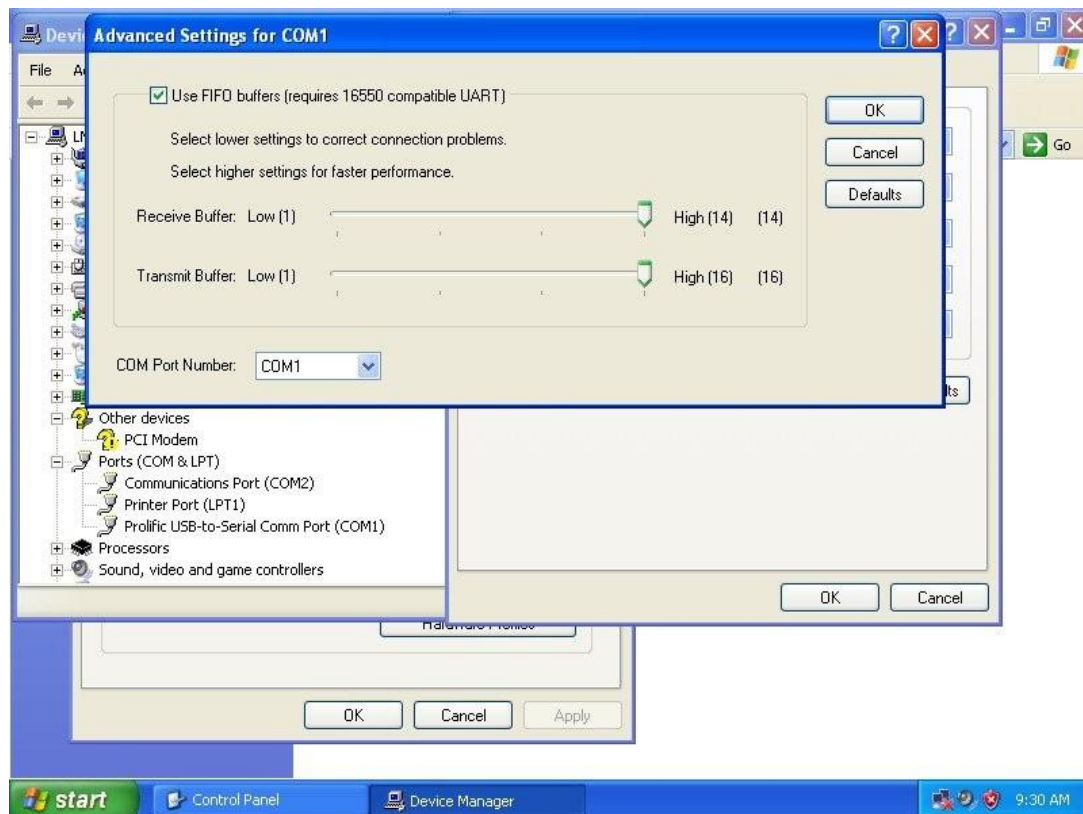 Devi
Advanced Settings for COM1
File
Use FIFO buffers (requires 16550 compatible UART)
OK
Select lower settings to correct connection problems.
Cancel
Go
Select higher settings for faster performance.
Defaults
Receive Buffer: Low (1) High (14) (14)
Transmit Buffer: Low (1) High (16) (16)
COM Port Number: COM1
lts
Other devices
PCI Modem
Ports (COM & LPT)
Communications Port (COM2)
Printer Port (LPT1)
Prolific USB-to-Serial Comm Port (COM1)
Processors
Sound, video and game controllers
OK Cancel
OK Cancel Apply
start Control Panel Device Manager 9:30 AM